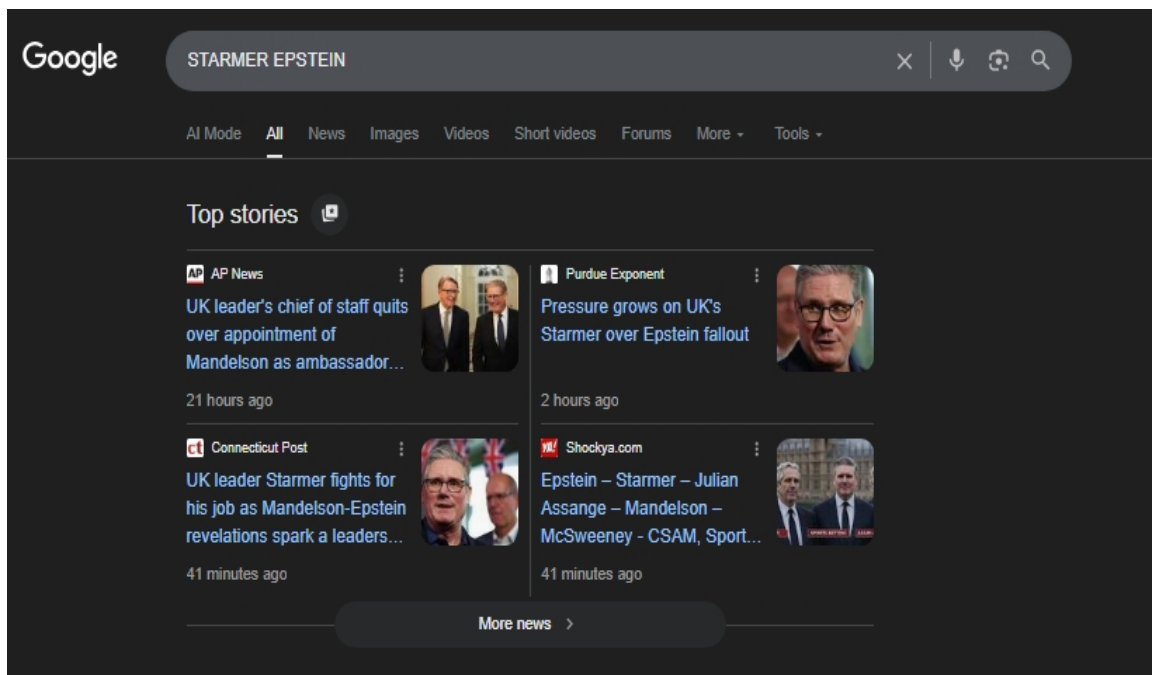 Google
STARMER EPSTEIN
AI Mode All News Images Videos Short videos Forums More Tools
Top stories
AP AP News
UK leader's chief of staff quits
over appointment of
Mandelson as ambassador...
21 hours ago
Purdue Exponent
Pressure grows on UK's
Starmer over Epstein fallout
2 hours ago
ct Connecticut Post
UK leader Starmer fights for
his job as Mandelson-Epstein
revelations spark a leaders...
41 minutes ago
Shockya.com
Epstein – Starmer – Julian
Assange – Mandelson –
McSweeney - CSAM, Sport...
SPORTS BETTING
41 minutes ago
More news